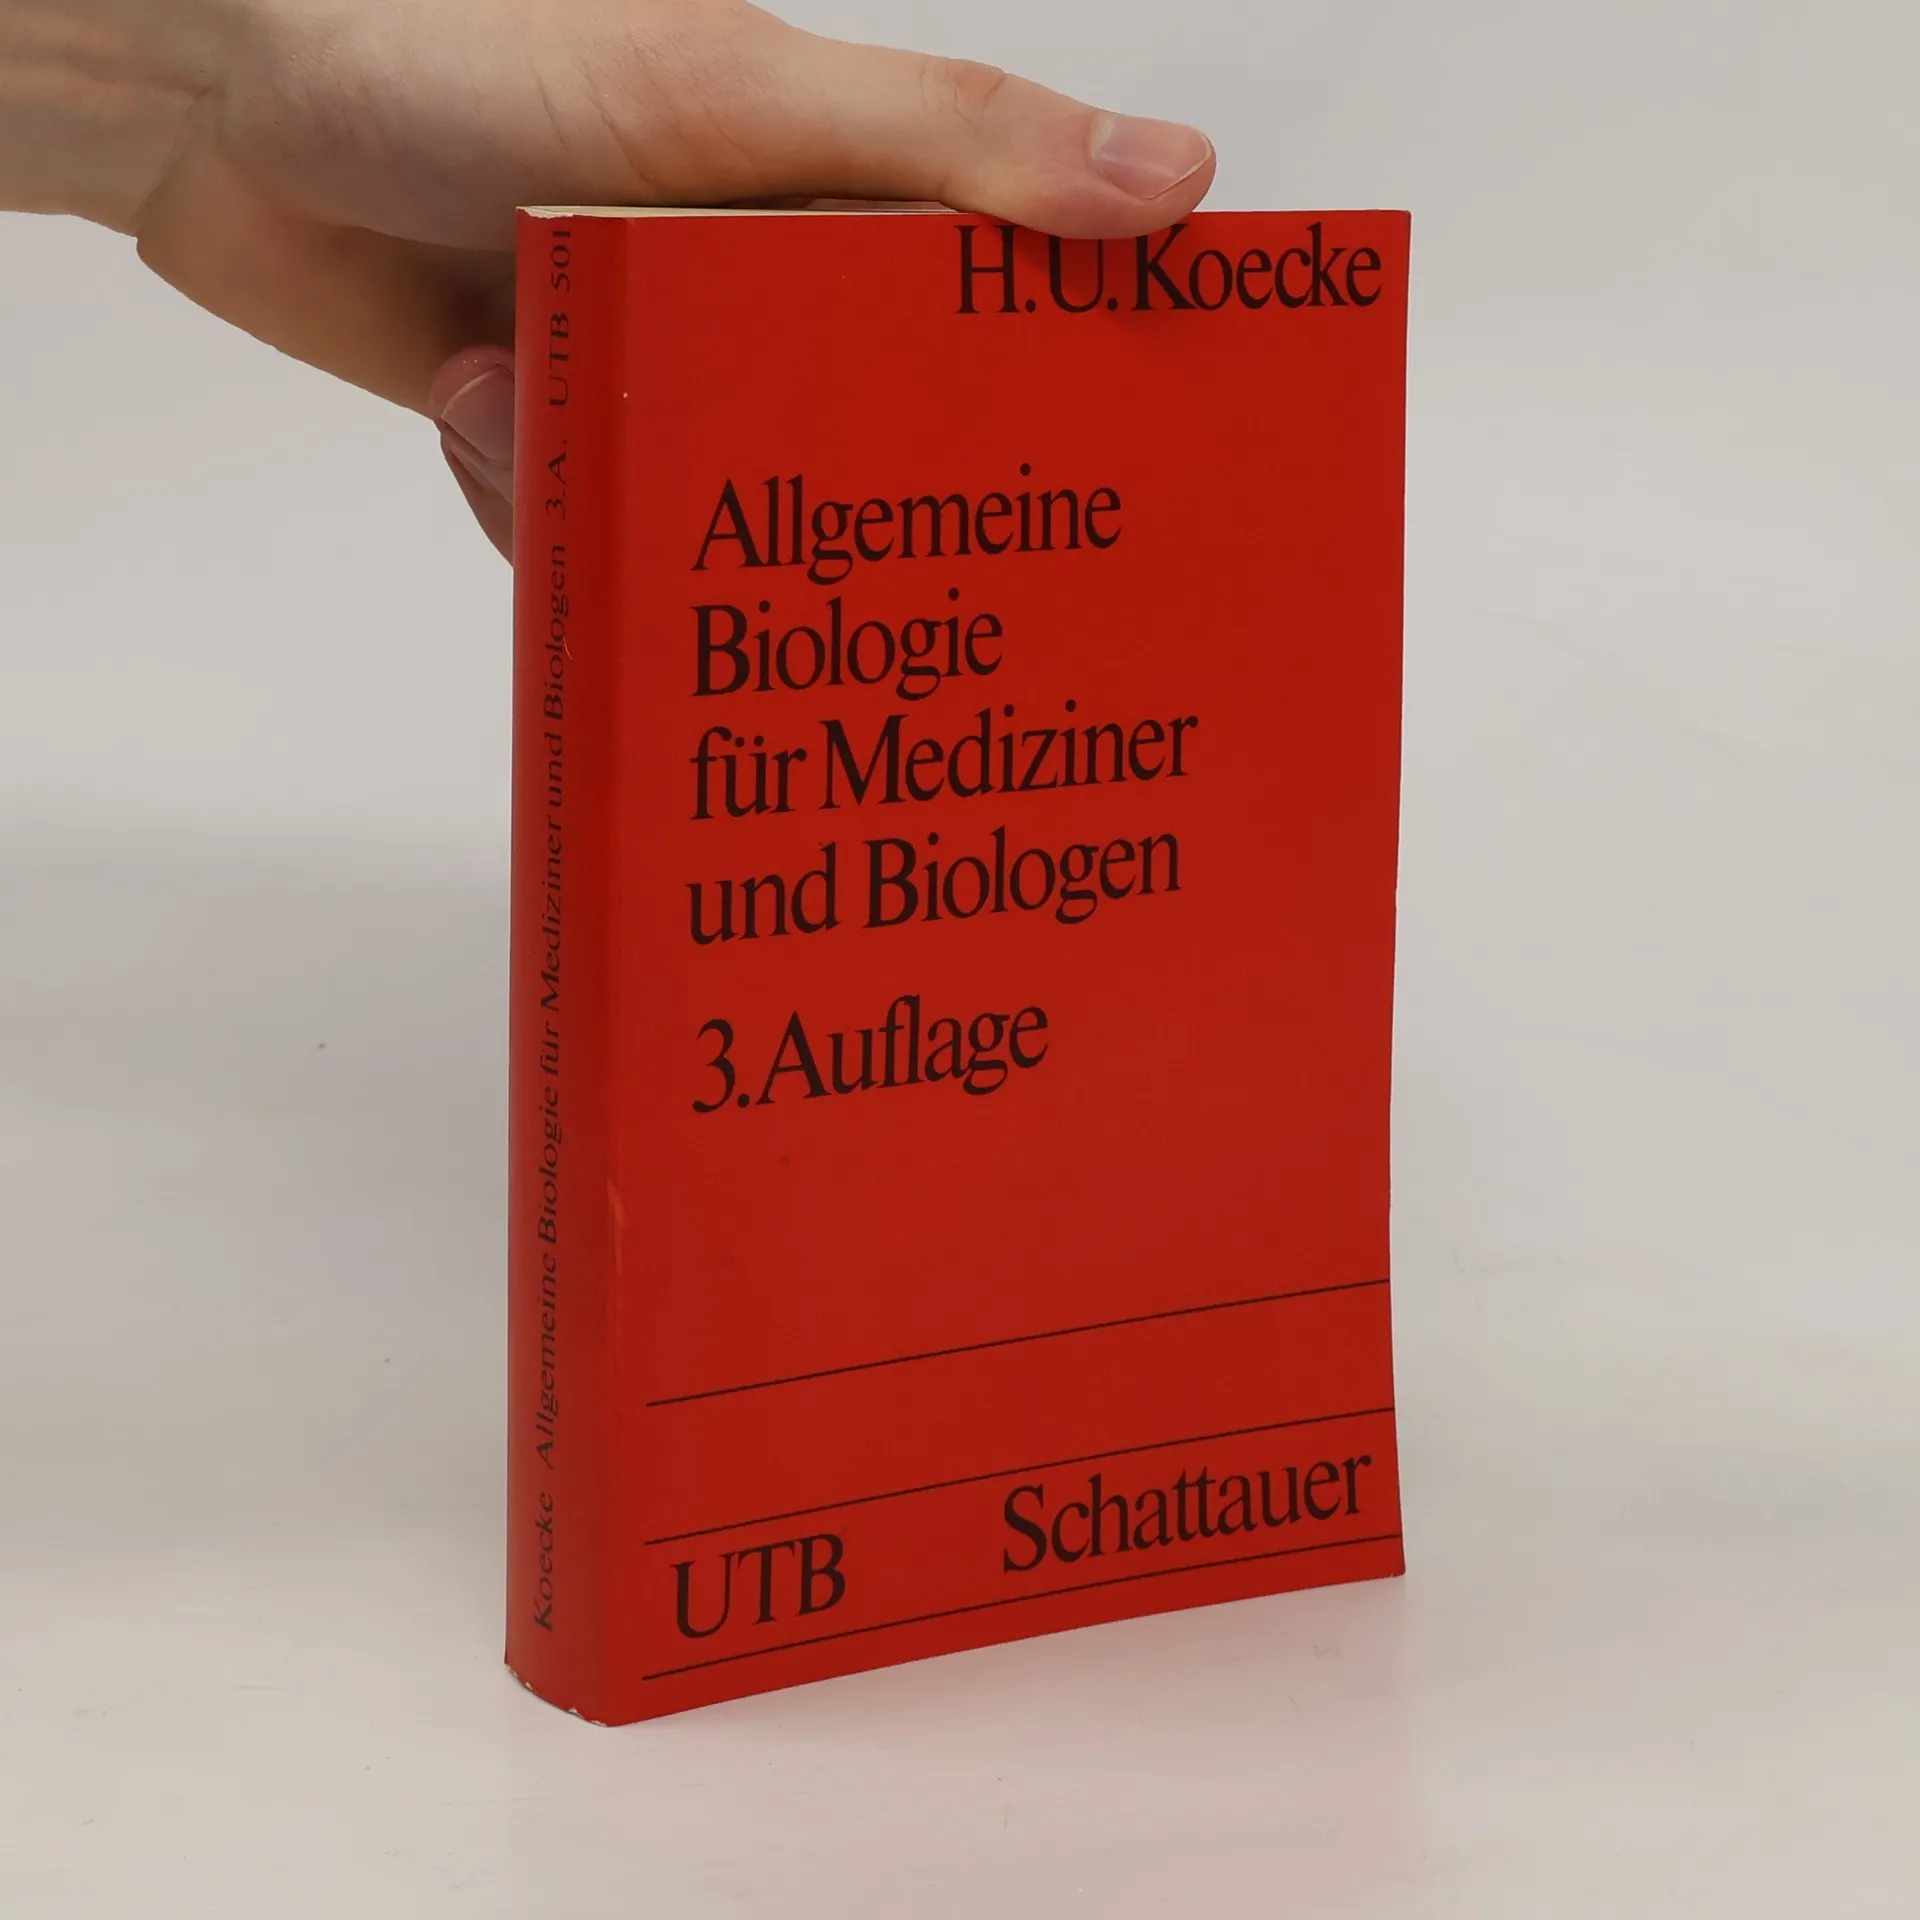 H.U.Koecke
Allgemeine
Biologie
für Mediziner
und Biologen
3.Auflage
UTB Schattauer
Koecke Allgemeine Biologie für Mediziner und Biologen 3.A. UTB 501